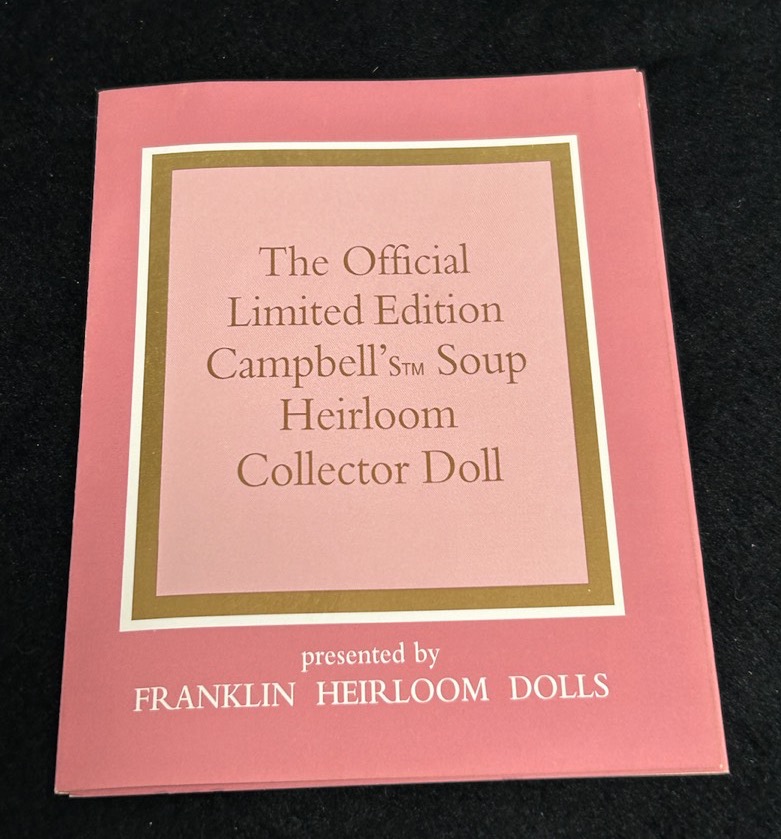 The Official
Limited Edition
Campbell's™ Soup
Heirloom
Collector Doll
presented by
FRANKLIN HEIRLOOM DOLLS